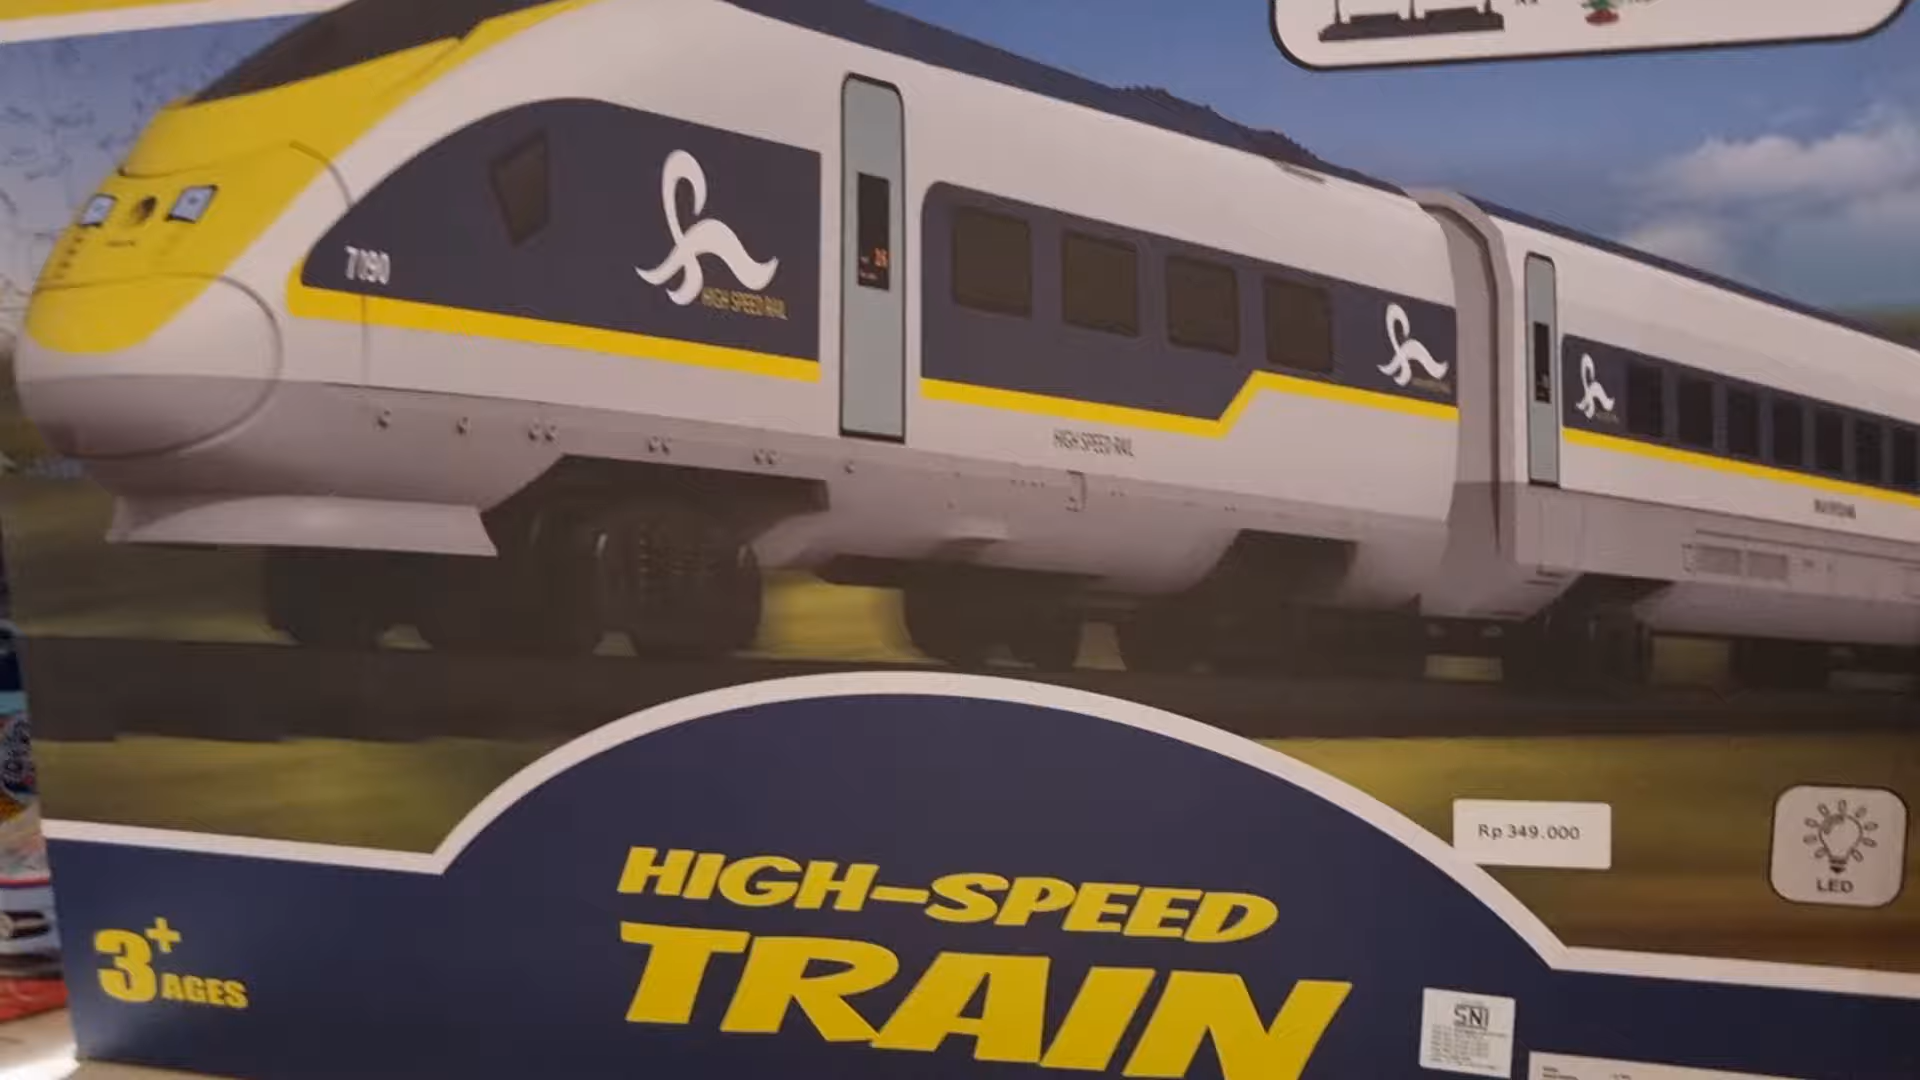 7090
HIGH SPEED RAIL
HIGH SPEED RAIL
Rp 349.000
LED
HIGH-SPEED
TRAIN
3+
AGES
SNI